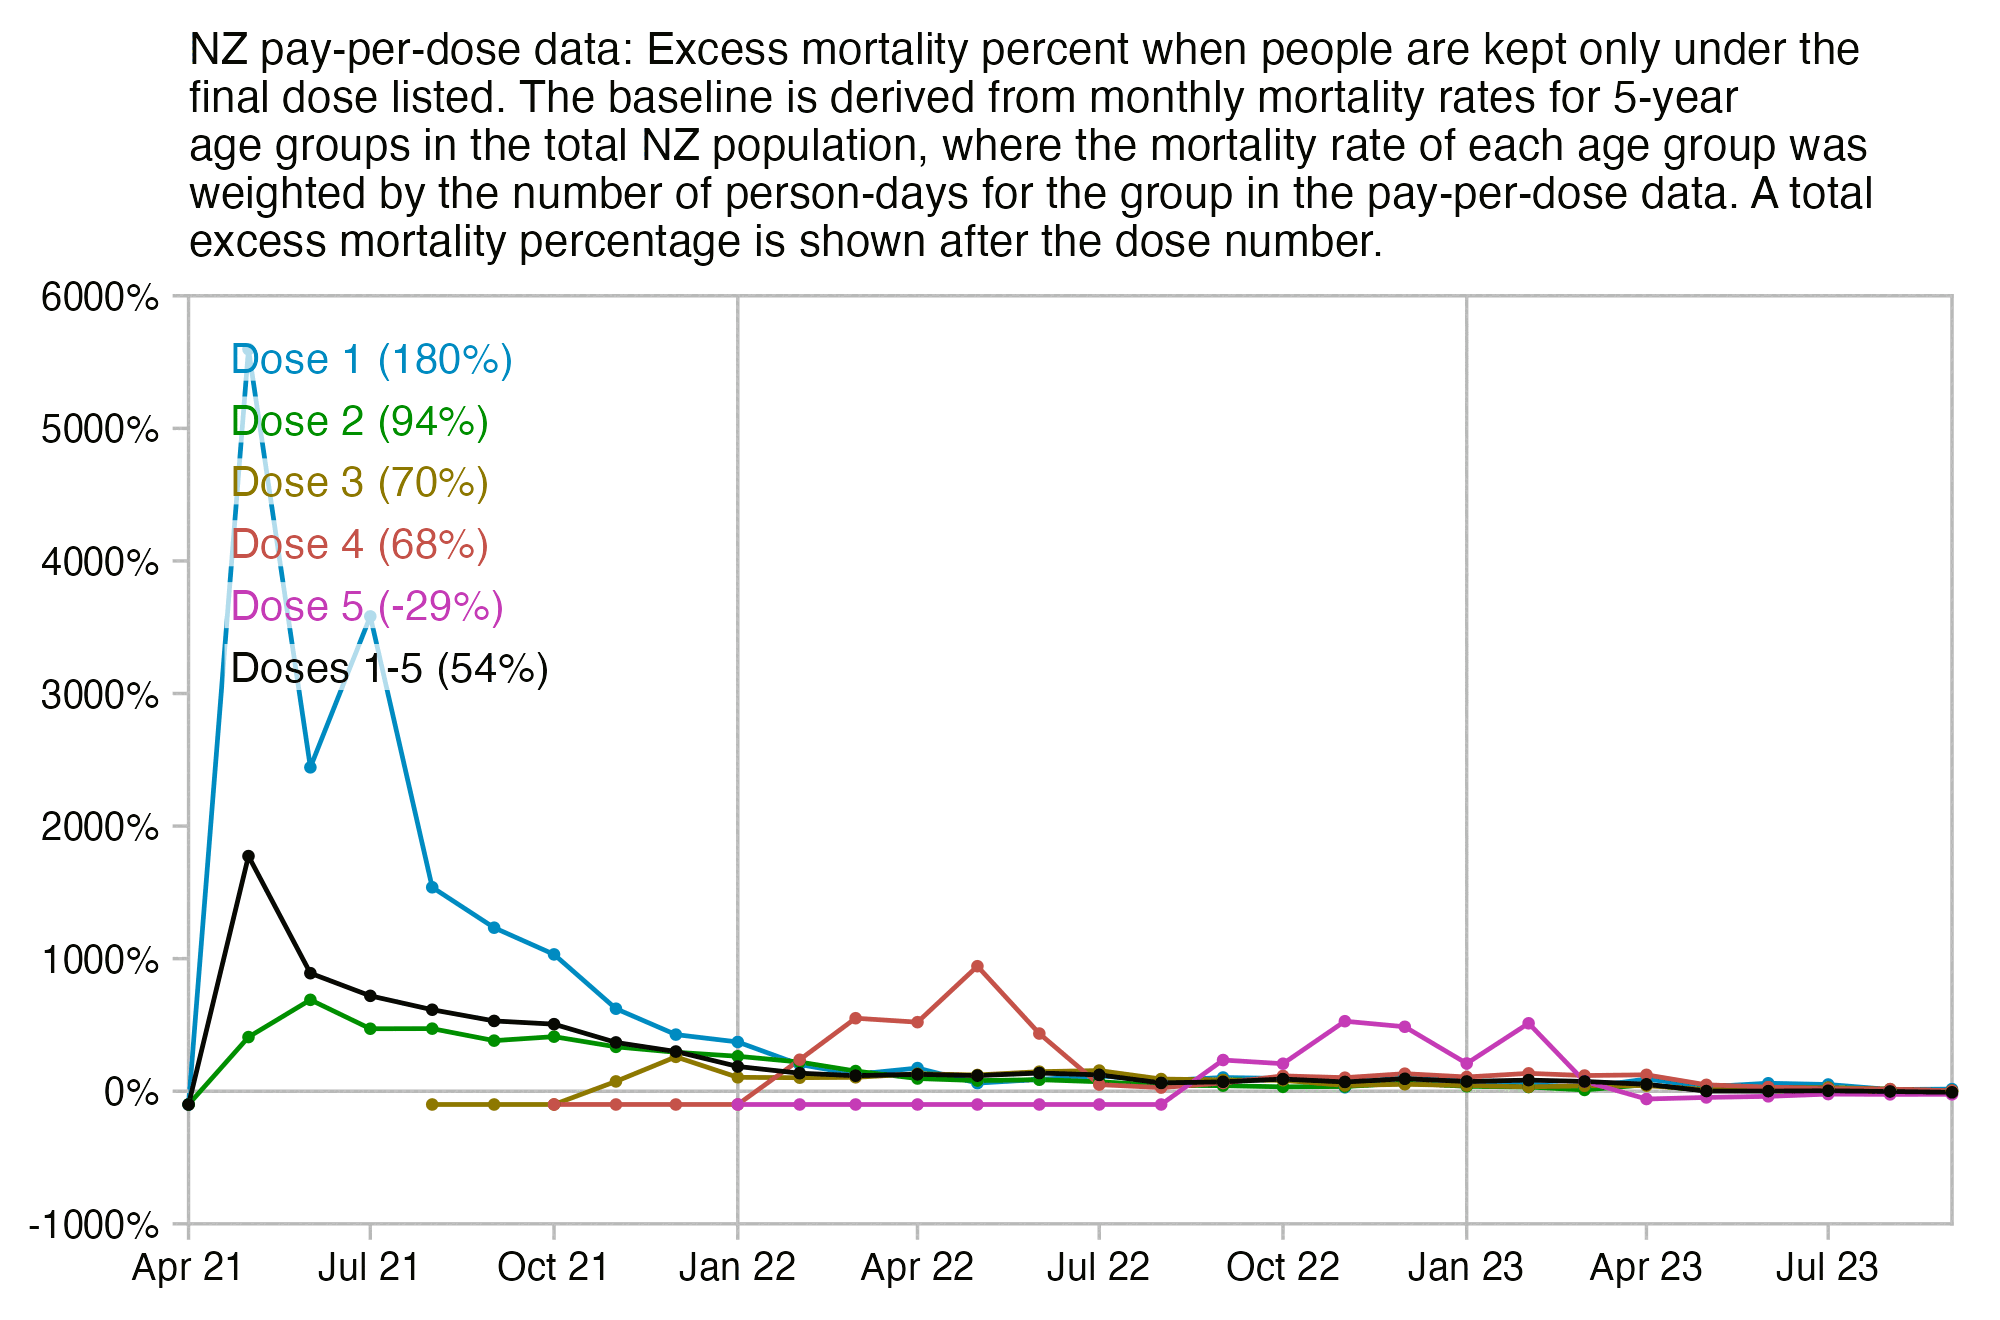 NZ pay-per-dose data: Excess mortality percent when people are kept only under the
final dose listed. The baseline is derived from monthly mortality rates for 5-year
age groups in the total NZ population, where the mortality rate of each age group was
weighted by the number of person-days for the group in the pay-per-dose data. A total
excess mortality percentage is shown after the dose number.
6000%
5000%
4000%
3000%
2000%
1000%
0%
-1000%
Dose 1 (180%)
Dose 2 (94%)
Dose 3 (70%)
Dose 4 (68%)
Dose 5 (-29%)
Doses 1-5 (54%)
Apr 21 Jul 21 Oct 21 Jan 22 Apr 22 Jul 22 Oct 22 Jan 23 Apr 23 Jul 23